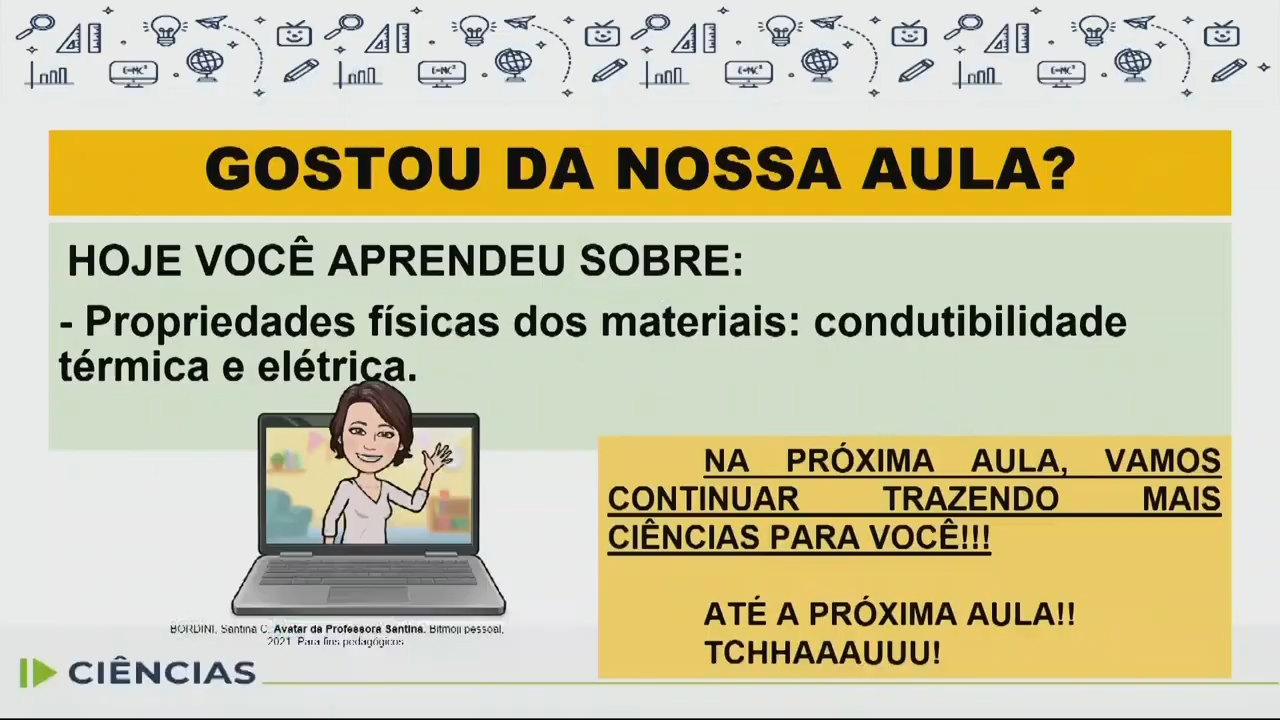 GOSTOU DA NOSSA AULA?
HOJE VOCÊ APRENDEU SOBRE:
- Propriedades físicas dos materiais: condutibilidade
térmica e elétrica.
NA PRÓXIMA AULA, VAMOS
CONTINUAR TRAZENDO MAIS
CIÊNCIAS PARA VOCÊ!!!
ATÉ A PRÓXIMA AULA!!
TCHHAAAUUU!
BORDINI, Santina C. Avatar da Professora Santina. Bitmoji pessoal,
2021. Para fins pedagógicos.
CIÊNCIAS